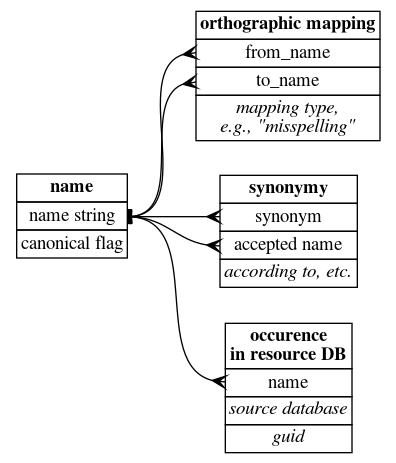 orthographic mapping
from_name
to_name
mapping type,
e.g., "misspelling"
name
name string
canonical flag
synonymy
synonym
accepted name
according to, etc.
occurence
in resource DB
name
source database
guid